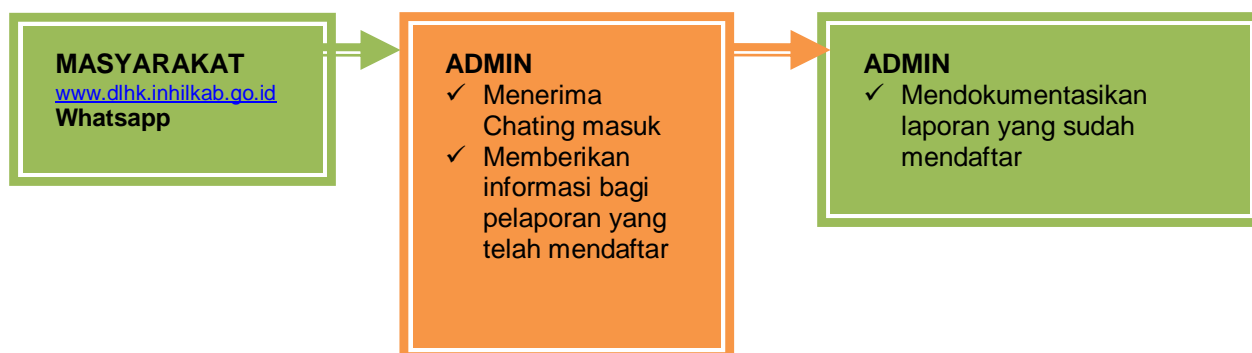 MASYARAKAT
www.dlhk.inhilkab.go.id
Whatsapp
ADMIN
✓ Menerima
Chating masuk
✓ Memberikan
informasi bagi
pelaporan yang
telah mendaftar
ADMIN
✓ Mendokumentasikan
laporan yang sudah
mendaftar